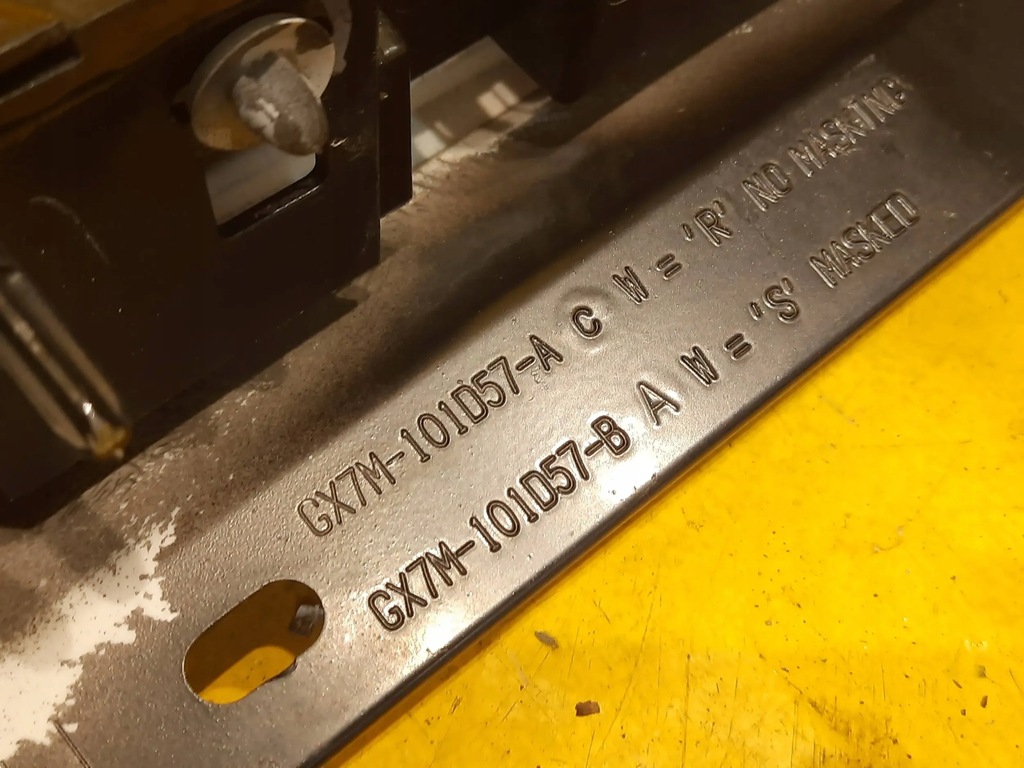 GX7M-101D57-A C W = 'R' NO MASKING
GX7M-101D57-B A W = 'S' MASKED